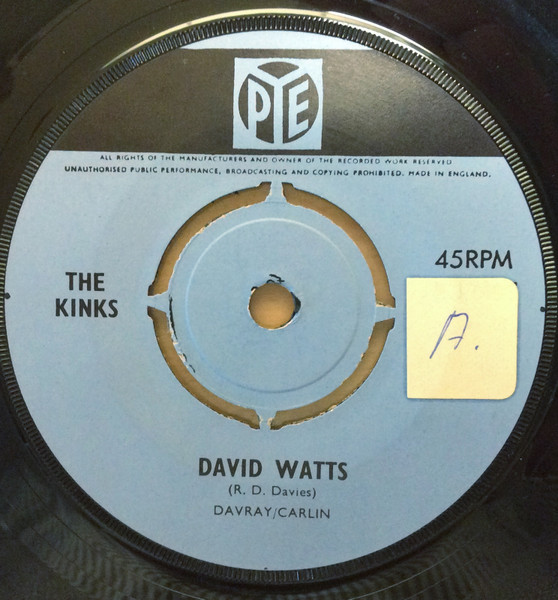 PYE
ALL RIGHTS OF THE MANUFACTURERS AND OWNER OF THE RECORDED WORK RESERVED
UNAUTHORISED PUBLIC PERFORMANCE, BROADCASTING AND COPYING PROHIBITED. MADE IN ENGLAND.
45RPM
THE
KINKS
A.
DAVID WATTS
(R. D. Davies)
DAVRAY/CARLIN